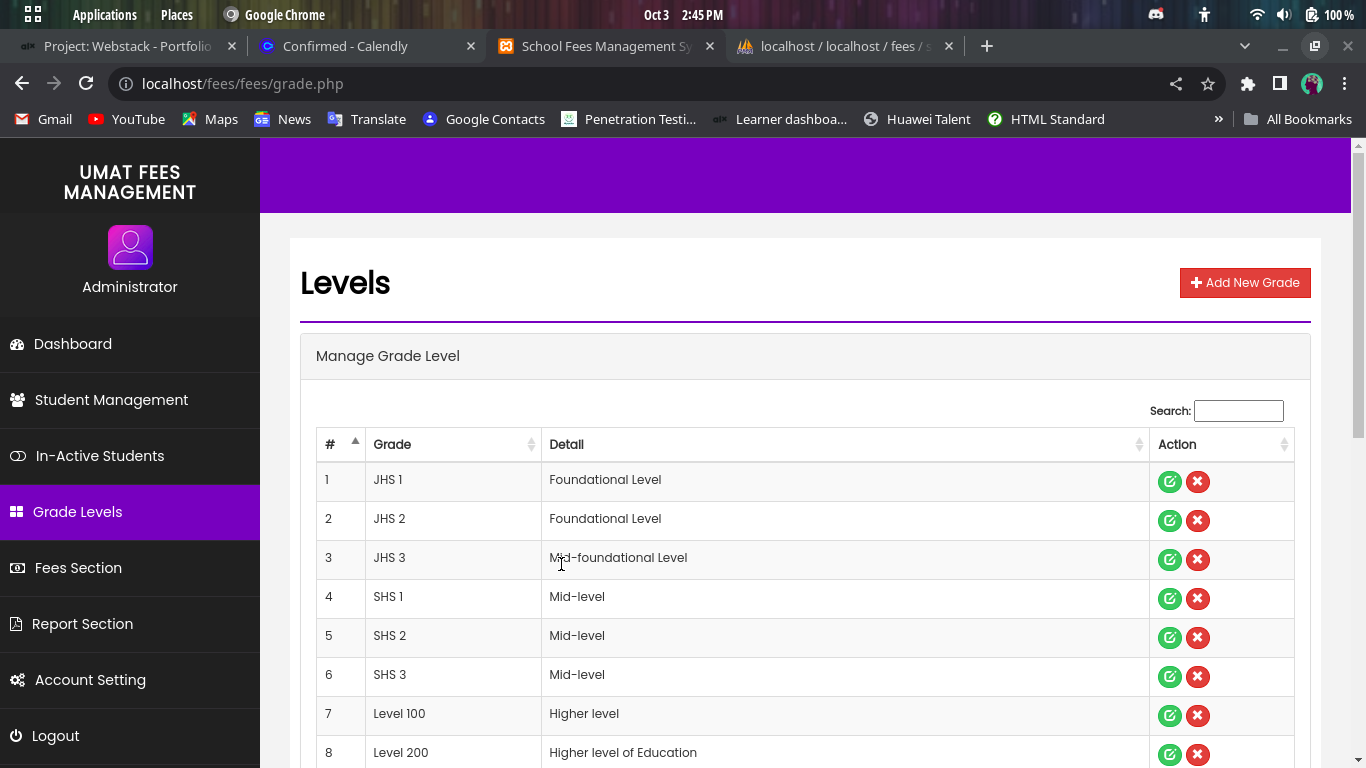 Applications Places Google Chrome Oct 3 2:45 PM 100 %
Project: Webstack - Portfolio Confirmed - Calendly School Fees Management Sy localhost / localhost / fees / s
localhost/fees/fees/grade.php
Gmail YouTube Maps News Translate Google Contacts Penetration Testi... Learner dashboa... Huawei Talent HTML Standard » All Bookmarks
UMAT FEES
MANAGEMENT
Administrator
Dashboard
Student Management
In-Active Students
Grade Levels
Fees Section
Report Section
Account Setting
Logout
Levels
Add New Grade
Manage Grade Level
Search:
# Grade Detail Action
1 JHS 1 Foundational Level
2 JHS 2 Foundational Level
3 JHS 3 Mid-foundational Level
4 SHS 1 Mid-level
5 SHS 2 Mid-level
6 SHS 3 Mid-level
7 Level 100 Higher level
8 Level 200 Higher level of Education